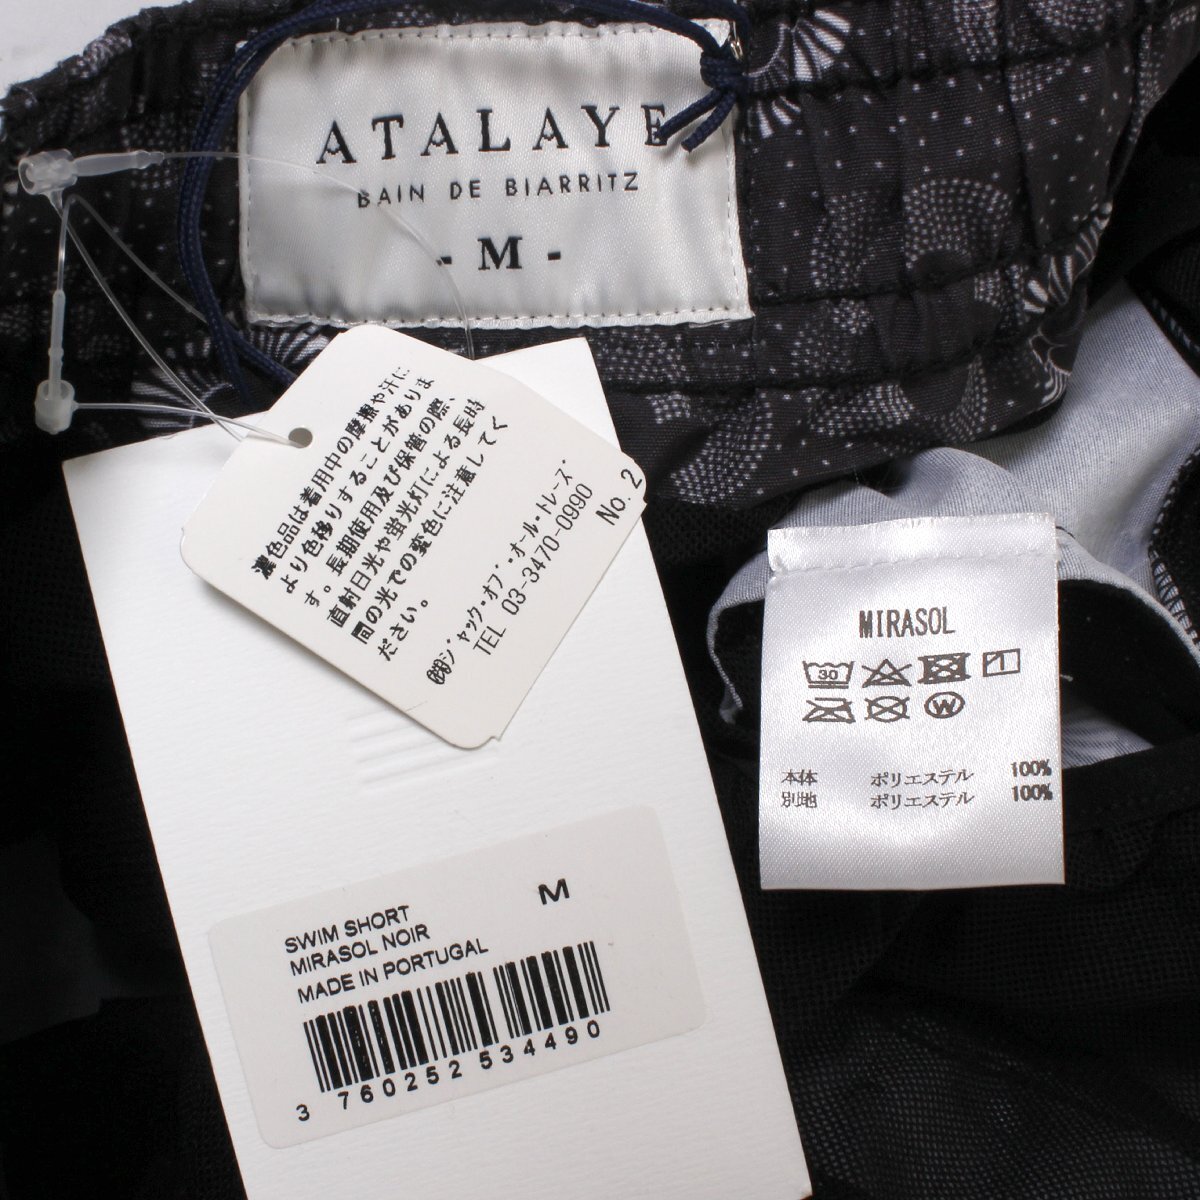 ATALAYE
BAIN DE BIARRITZ
- M -
濃色品は着用中の摩擦や汗に
より色移りすることがありま
す。長期使用及び保管の際、
直射日光や蛍光灯による長時
間の光での変色に注意してく
ださい。
㈱ジャック・オブ・オール・トレーズ
TEL 03-3470-0990
No. 2
MIRASOL
30
W
本体 ポリエステル 100%
別地 ポリエステル 100%
M
SWIM SHORT
MIRASOL NOIR
MADE IN PORTUGAL
3 760252 534490